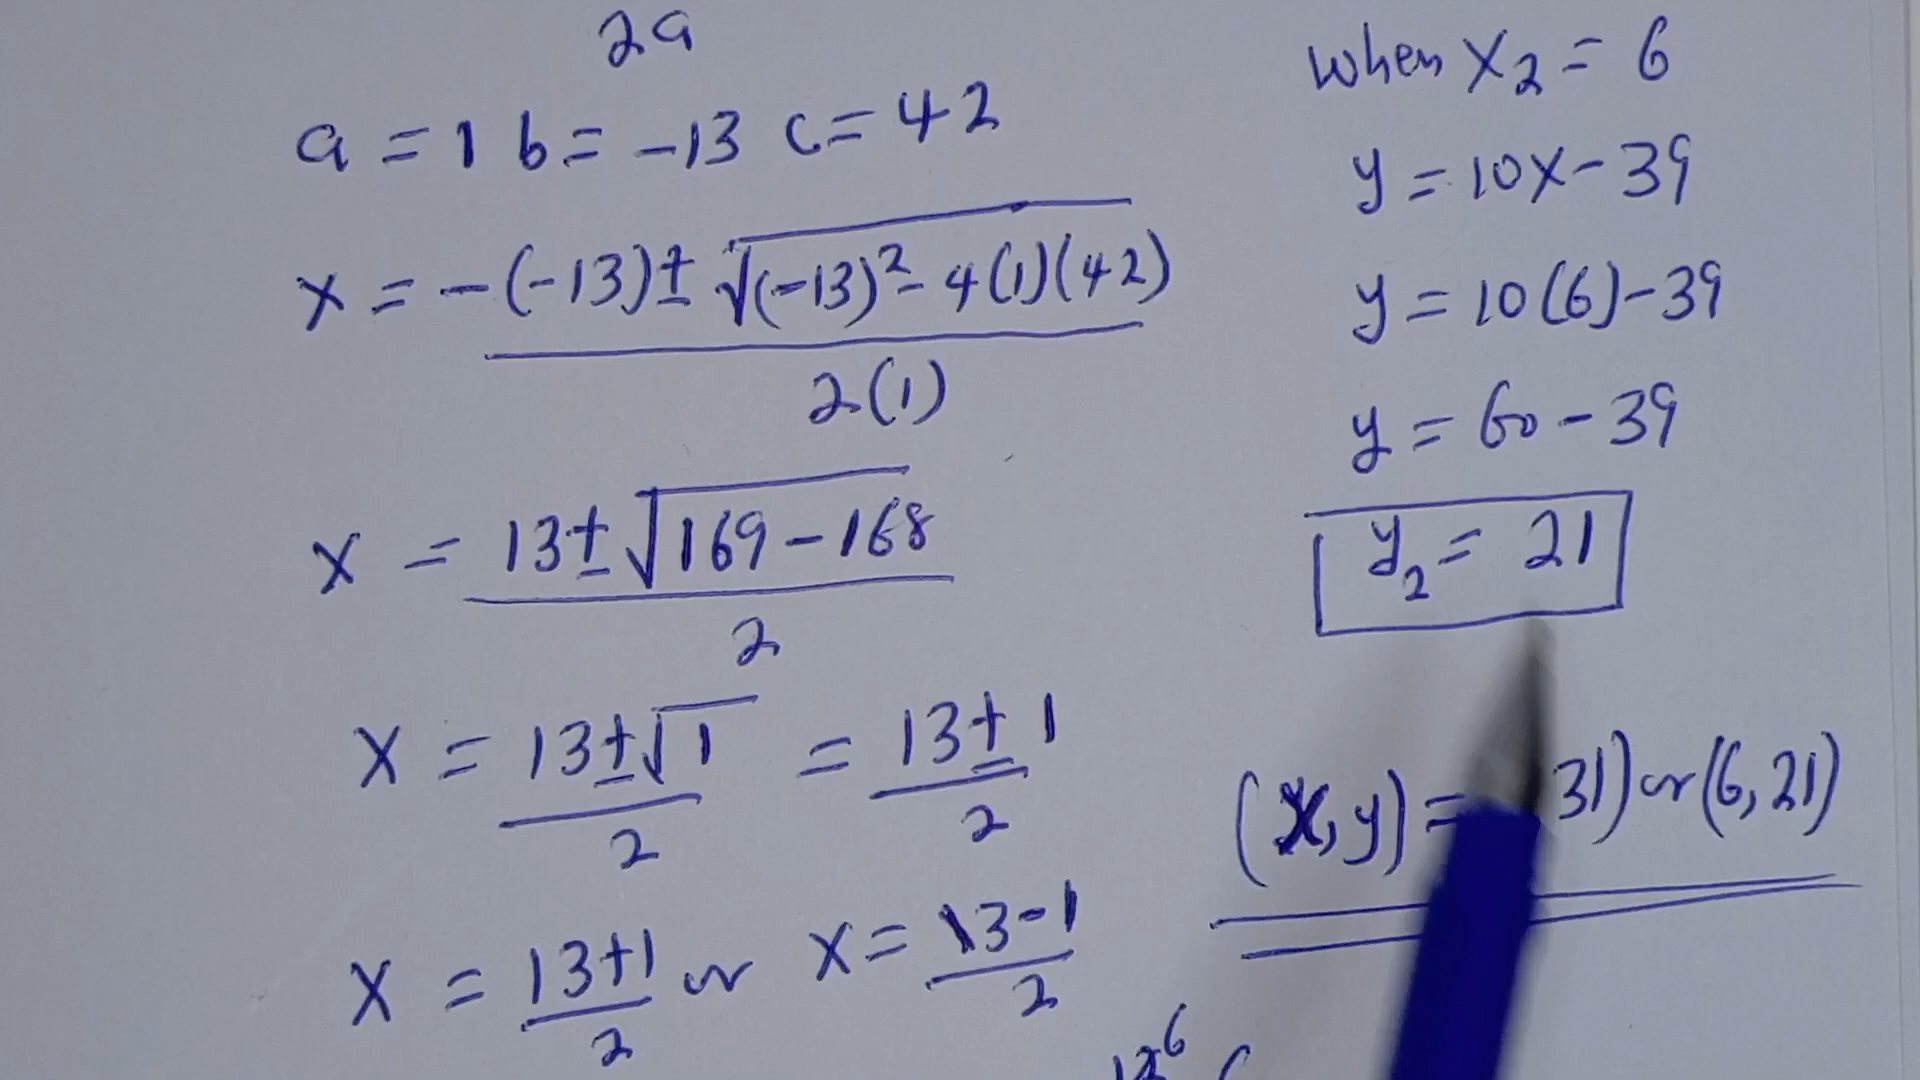 2a
a = 1 b = -13 c = 42
x = -(-13) ± √(-13)² - 4(1)(42)
2(1)
x = 13 ± √169 - 168
2
x = 13 ± √1 / 2 = 13 ± 1 / 2
x = 13+1 / 2 or x = 13-1 / 2
when x₂ = 6
y = 10x - 39
y = 10(6) - 39
y = 60 - 39
y₂ = 21
(x, y) = 31) or (6, 21)